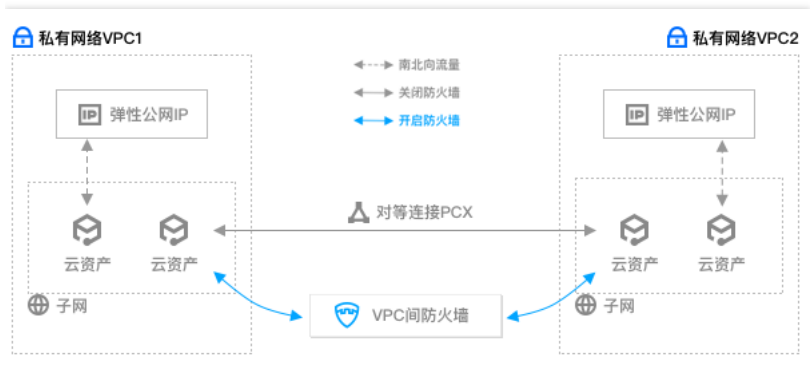 私有网络VPC1
私有网络VPC2
南北向流量
关闭防火墙
开启防火墙
IP 弹性公网IP
IP 弹性公网IP
对等连接PCX
云资产
云资产
云资产
云资产
子网
VPC间防火墙
子网